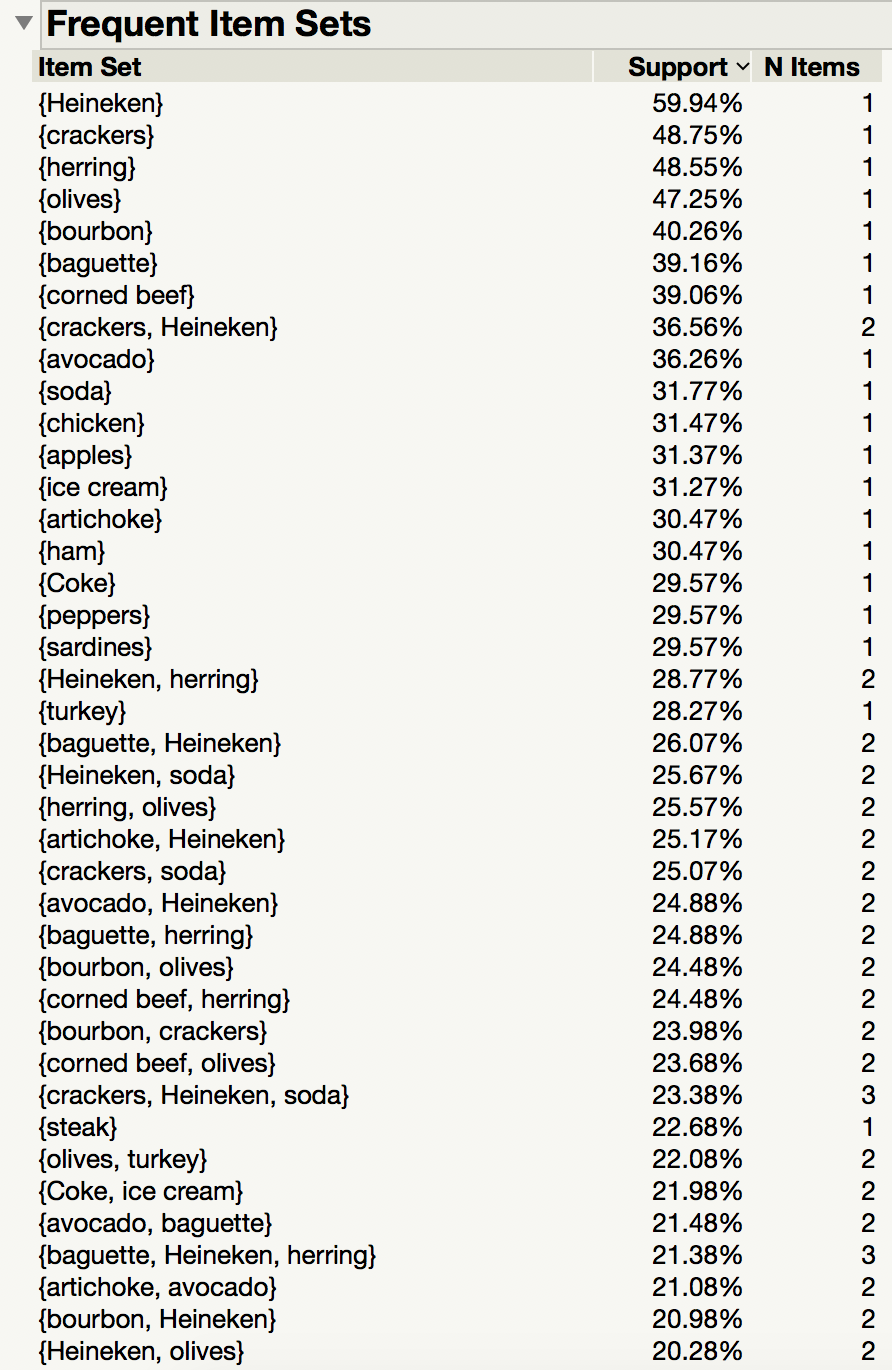 Frequent Item Sets
Item Set Support N Items
{Heineken} 59.94% 1
{crackers} 48.75% 1
{herring} 48.55% 1
{olives} 47.25% 1
{bourbon} 40.26% 1
{baguette} 39.16% 1
{corned beef} 39.06% 1
{crackers, Heineken} 36.56% 2
{avocado} 36.26% 1
{soda} 31.77% 1
{chicken} 31.47% 1
{apples} 31.37% 1
{ice cream} 31.27% 1
{artichoke} 30.47% 1
{ham} 30.47% 1
{Coke} 29.57% 1
{peppers} 29.57% 1
{sardines} 29.57% 1
{Heineken, herring} 28.77% 2
{turkey} 28.27% 1
{baguette, Heineken} 26.07% 2
{Heineken, soda} 25.67% 2
{herring, olives} 25.57% 2
{artichoke, Heineken} 25.17% 2
{crackers, soda} 25.07% 2
{avocado, Heineken} 24.88% 2
{baguette, herring} 24.88% 2
{bourbon, olives} 24.48% 2
{corned beef, herring} 24.48% 2
{bourbon, crackers} 23.98% 2
{corned beef, olives} 23.68% 2
{crackers, Heineken, soda} 23.38% 3
{steak} 22.68% 1
{olives, turkey} 22.08% 2
{Coke, ice cream} 21.98% 2
{avocado, baguette} 21.48% 2
{baguette, Heineken, herring} 21.38% 3
{artichoke, avocado} 21.08% 2
{bourbon, Heineken} 20.98% 2
{Heineken, olives} 20.28% 2